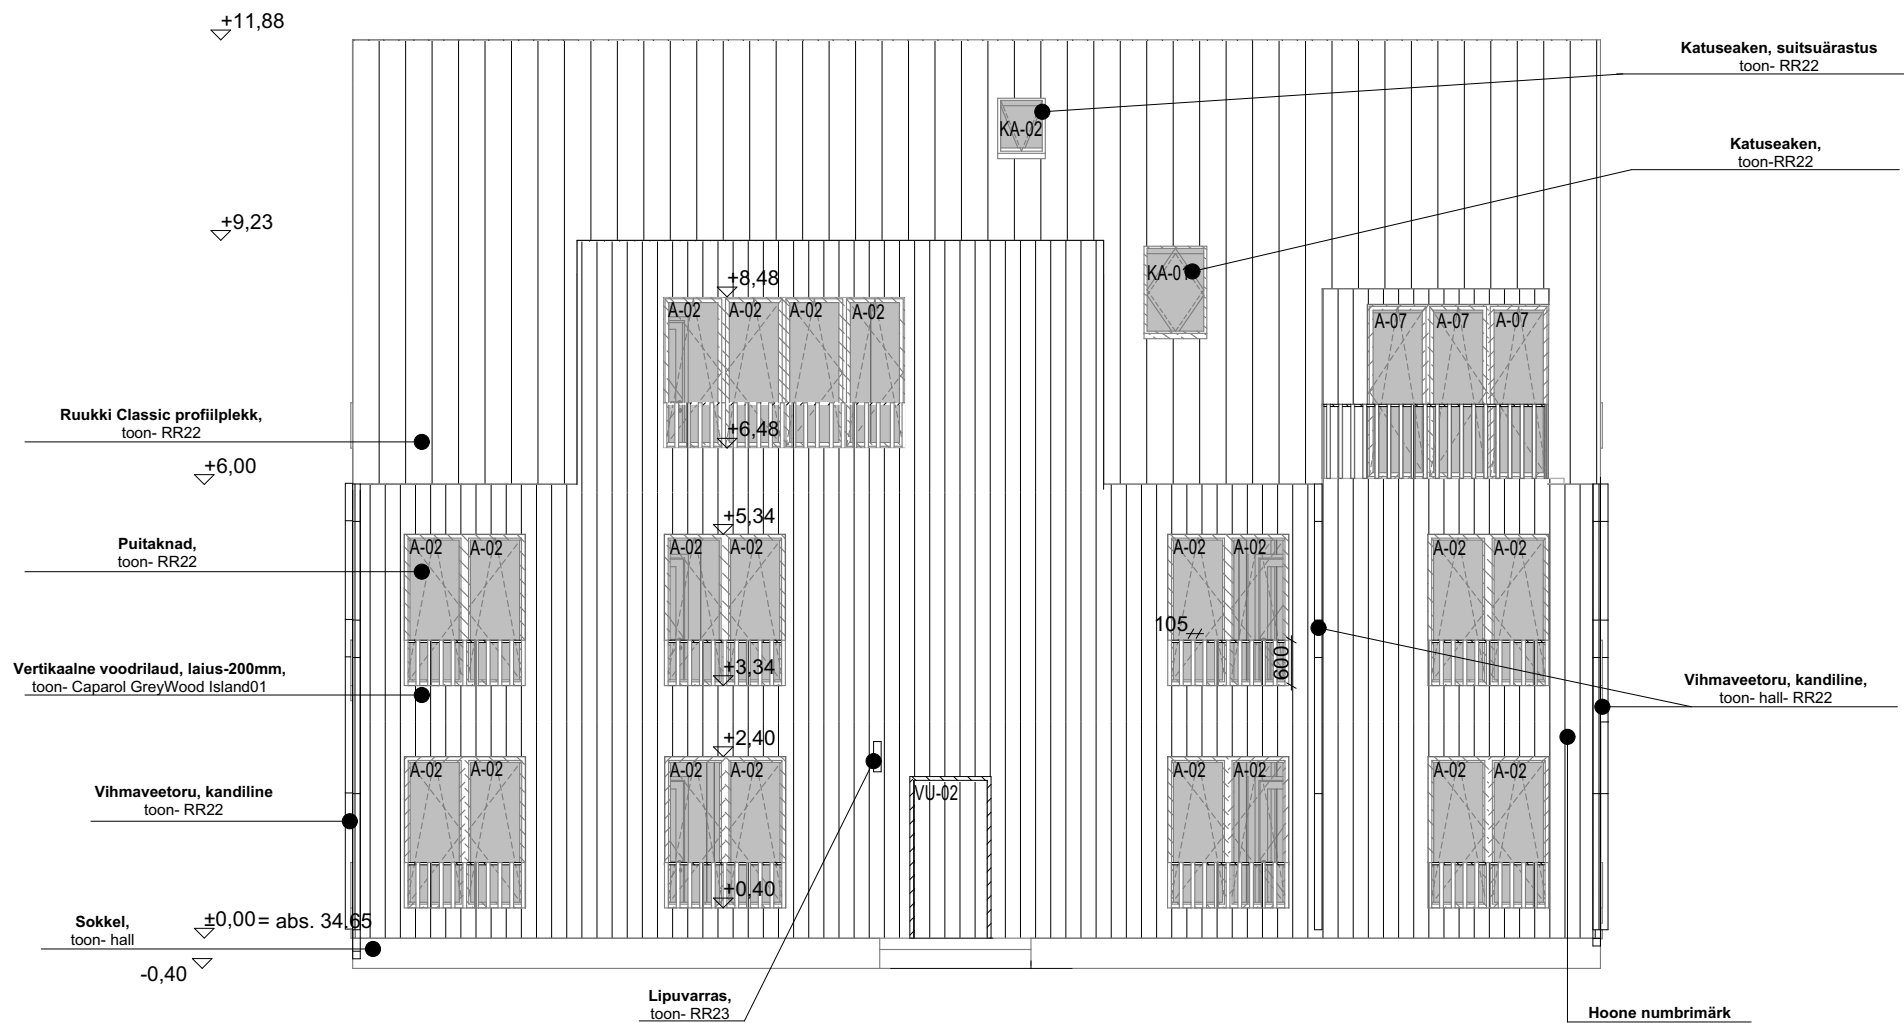 +11,88
Katuseaken, suitsuärastus
toon- RR22
KA-02
Katuseaken,
toon-RR22
+9,23
KA-01
+8,48
A-02 A-02 A-02 A-02
A-07 A-07 A-07
Ruukki Classic profiilplekk,
toon- RR22
+6,48
+6,00
+5,34
Puitaknad,
toon- RR22
A-02 A-02 A-02 A-02 A-02 A-02 A-02 A-02
105
600
+3,34
Vertikaalne voodrilaud, laius-200mm,
toon- Caparol GreyWood Island01
Vihmaveetoru, kandiline,
toon- hall- RR22
+2,40
A-02 A-02 A-02 A-02 A-02 A-02 A-02 A-02
Vihmaveetoru, kandiline
toon- RR22
VU-02
+0,40
Sokkel,
toon- hall
±0,00 = abs. 34,65
-0,40
Lipuvarras,
toon- RR23
Hoone numbrimärk